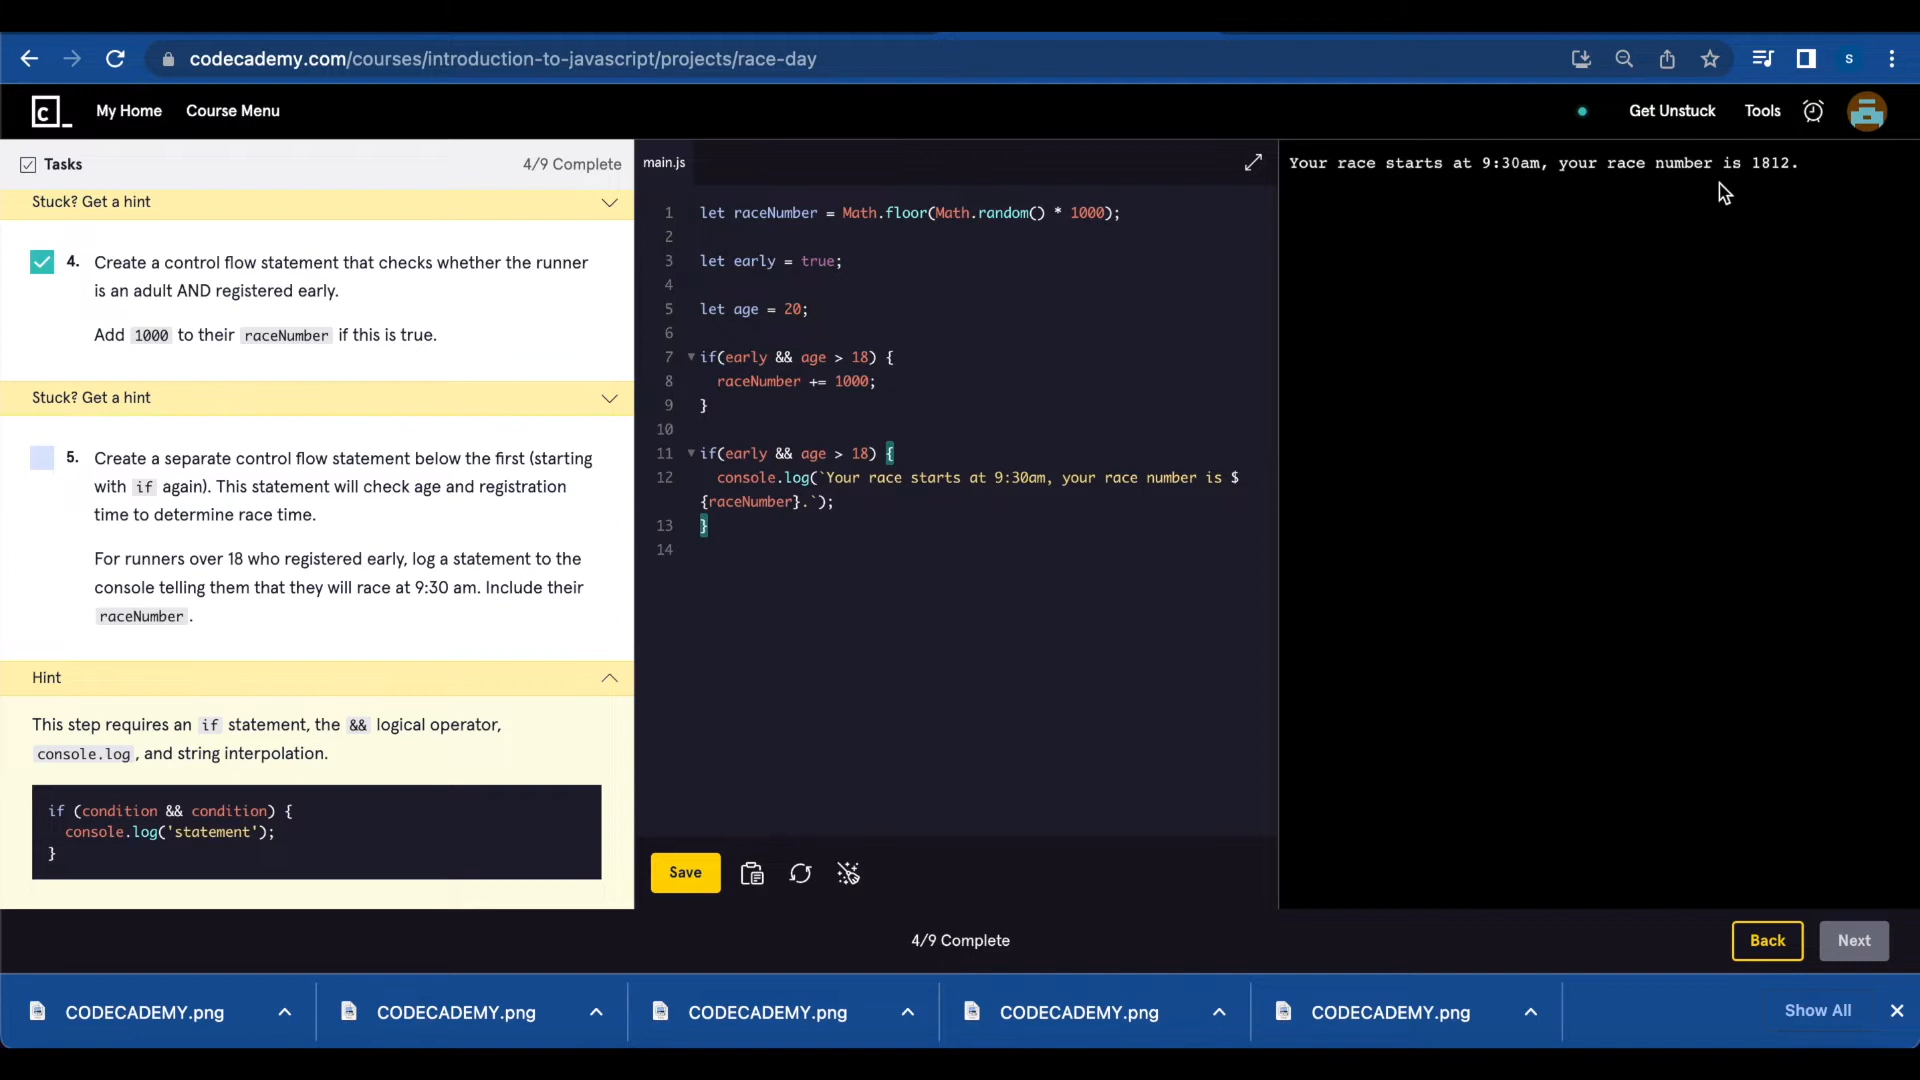 codecademy.com/courses/introduction-to-javascript/projects/race-day
S
c_ My Home Course Menu
Get Unstuck Tools
Tasks 4/9 Complete
Stuck? Get a hint
4. Create a control flow statement that checks whether the runner
is an adult AND registered early.
Add 1000 to their raceNumber if this is true.
Stuck? Get a hint
5. Create a separate control flow statement below the first (starting
with if again). This statement will check age and registration
time to determine race time.
For runners over 18 who registered early, log a statement to the
console telling them that they will race at 9:30 am. Include their
raceNumber.
Hint
This step requires an if statement, the && logical operator,
console.log, and string interpolation.
if (condition && condition) {
console.log('statement');
}
main.js
1 let raceNumber = Math.floor(Math.random() * 1000);
2
3 let early = true;
4
5 let age = 20;
6
7 if(early && age > 18) {
8 raceNumber += 1000;
9 }
10
11 if(early && age > 18) {
12 console.log(`Your race starts at 9:30am, your race number is $
{raceNumber}.`);
13 }
14
Save
Your race starts at 9:30am, your race number is 1812.
4/9 Complete
Back Next
CODECADEMY.png CODECADEMY.png CODECADEMY.png CODECADEMY.png CODECADEMY.png Show All